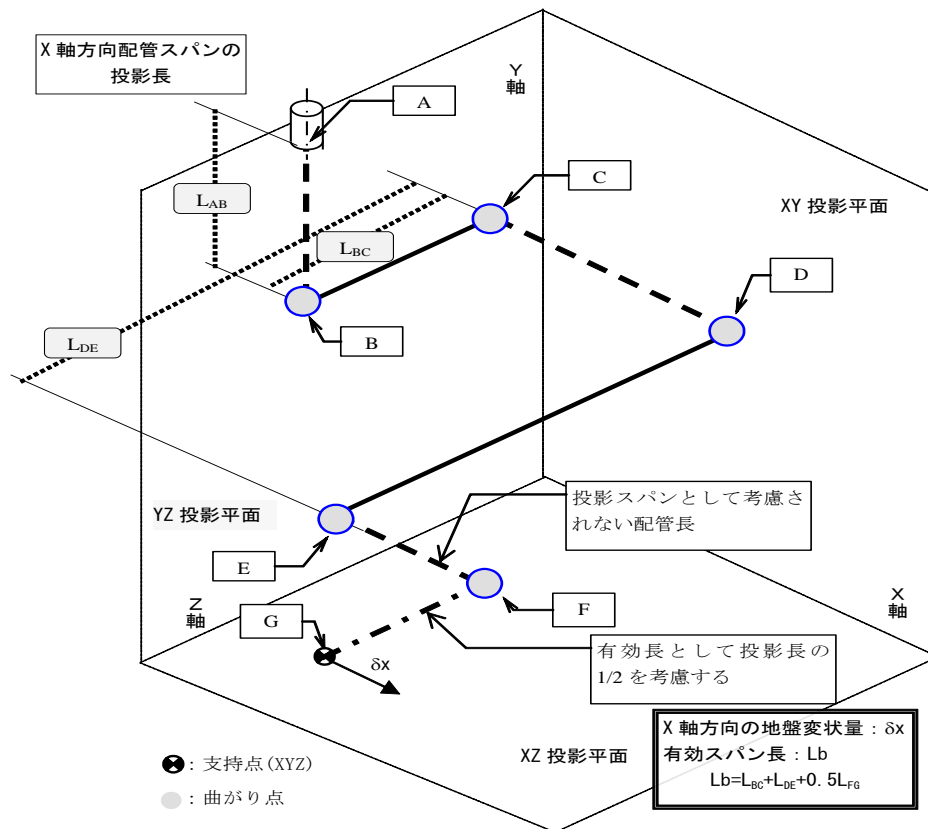 X 軸方向配管スパンの
投影長
A
Y
軸
C
XY 投影平面
L_AB
L_BC
D
B
L_DE
YZ 投影平面
投影スパンとして考慮さ
れない配管長
E
Z
軸
G
F
X
軸
δx
有効長として投影長の
1/2 を考慮する
XZ 投影平面
X 軸方向の地盤変状量：δx
有効スパン長：Lb
Lb=L_BC+L_DE+0.5L_FG
：支持点(XYZ)
：曲がり点